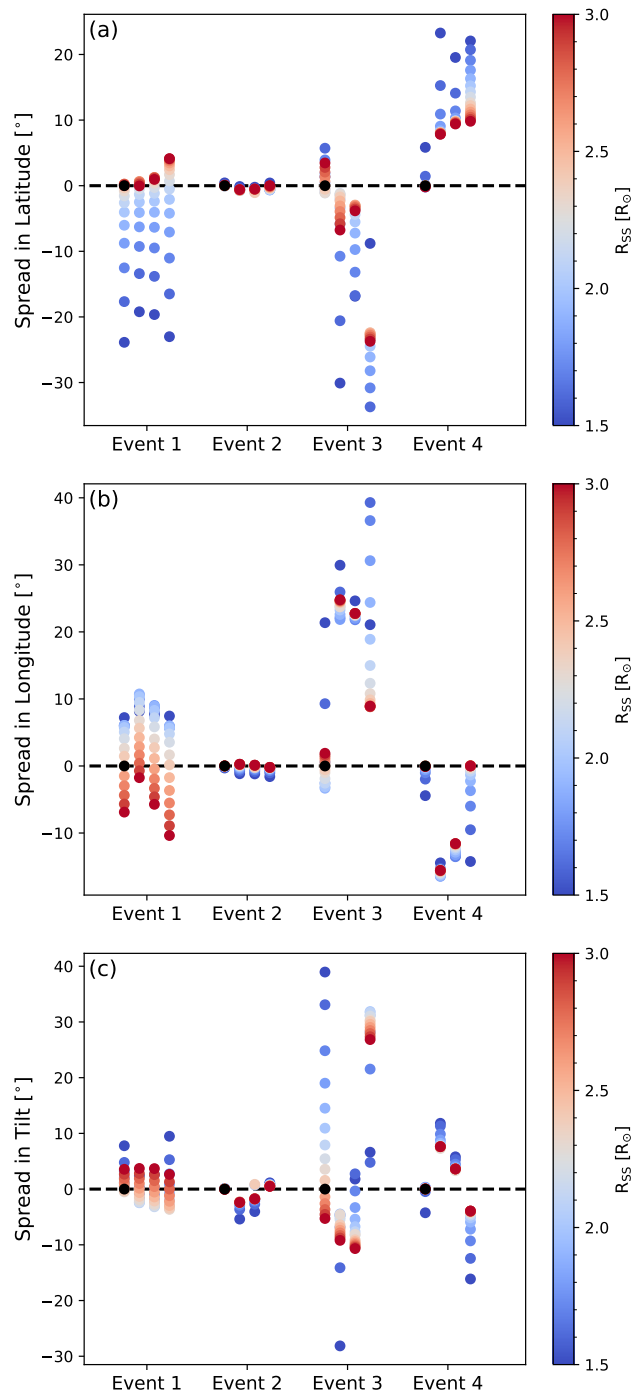 (a)
Spread in Latitude [°]
20
10
0
−10
−20
−30
Event 1 Event 2 Event 3 Event 4
3.0
2.5
2.0
1.5
R_SS [R_⊙]
(b)
Spread in Longitude [°]
40
30
20
10
0
−10
Event 1 Event 2 Event 3 Event 4
3.0
2.5
2.0
1.5
R_SS [R_⊙]
(c)
Spread in Tilt [°]
40
30
20
10
0
−10
−20
−30
Event 1 Event 2 Event 3 Event 4
3.0
2.5
2.0
1.5
R_SS [R_⊙]